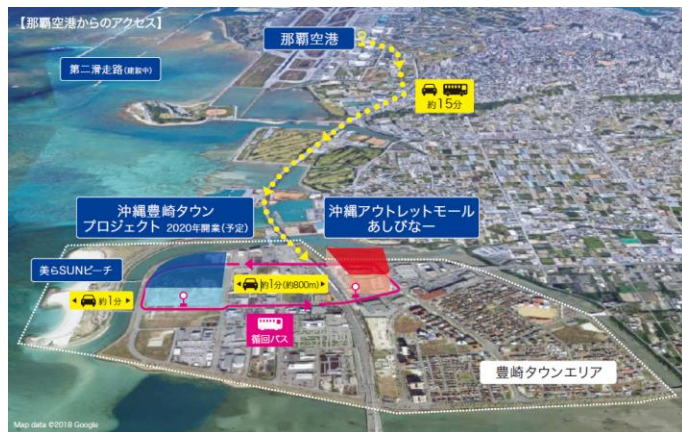 【那覇空港からのアクセス】
那覇空港
第二滑走路(建設中)
約15分
沖縄豊崎タウン
プロジェクト 2020年開業(予定)
沖縄アウトレットモール
あしびなー
美らSUNビーチ
約1分
約1分(約800m)
循回バス
豊崎タウンエリア
Map data ©2018 Google